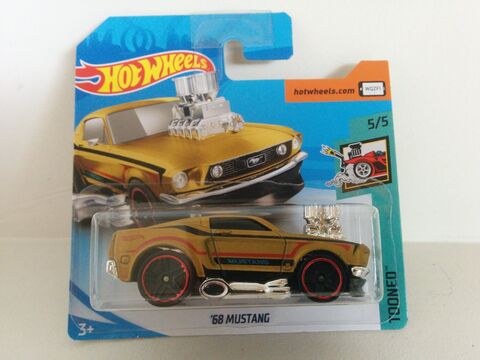 HOT WHEELS
hotwheels.com
5/5
TOONED
MUSTANG
'68 MUSTANG
3+